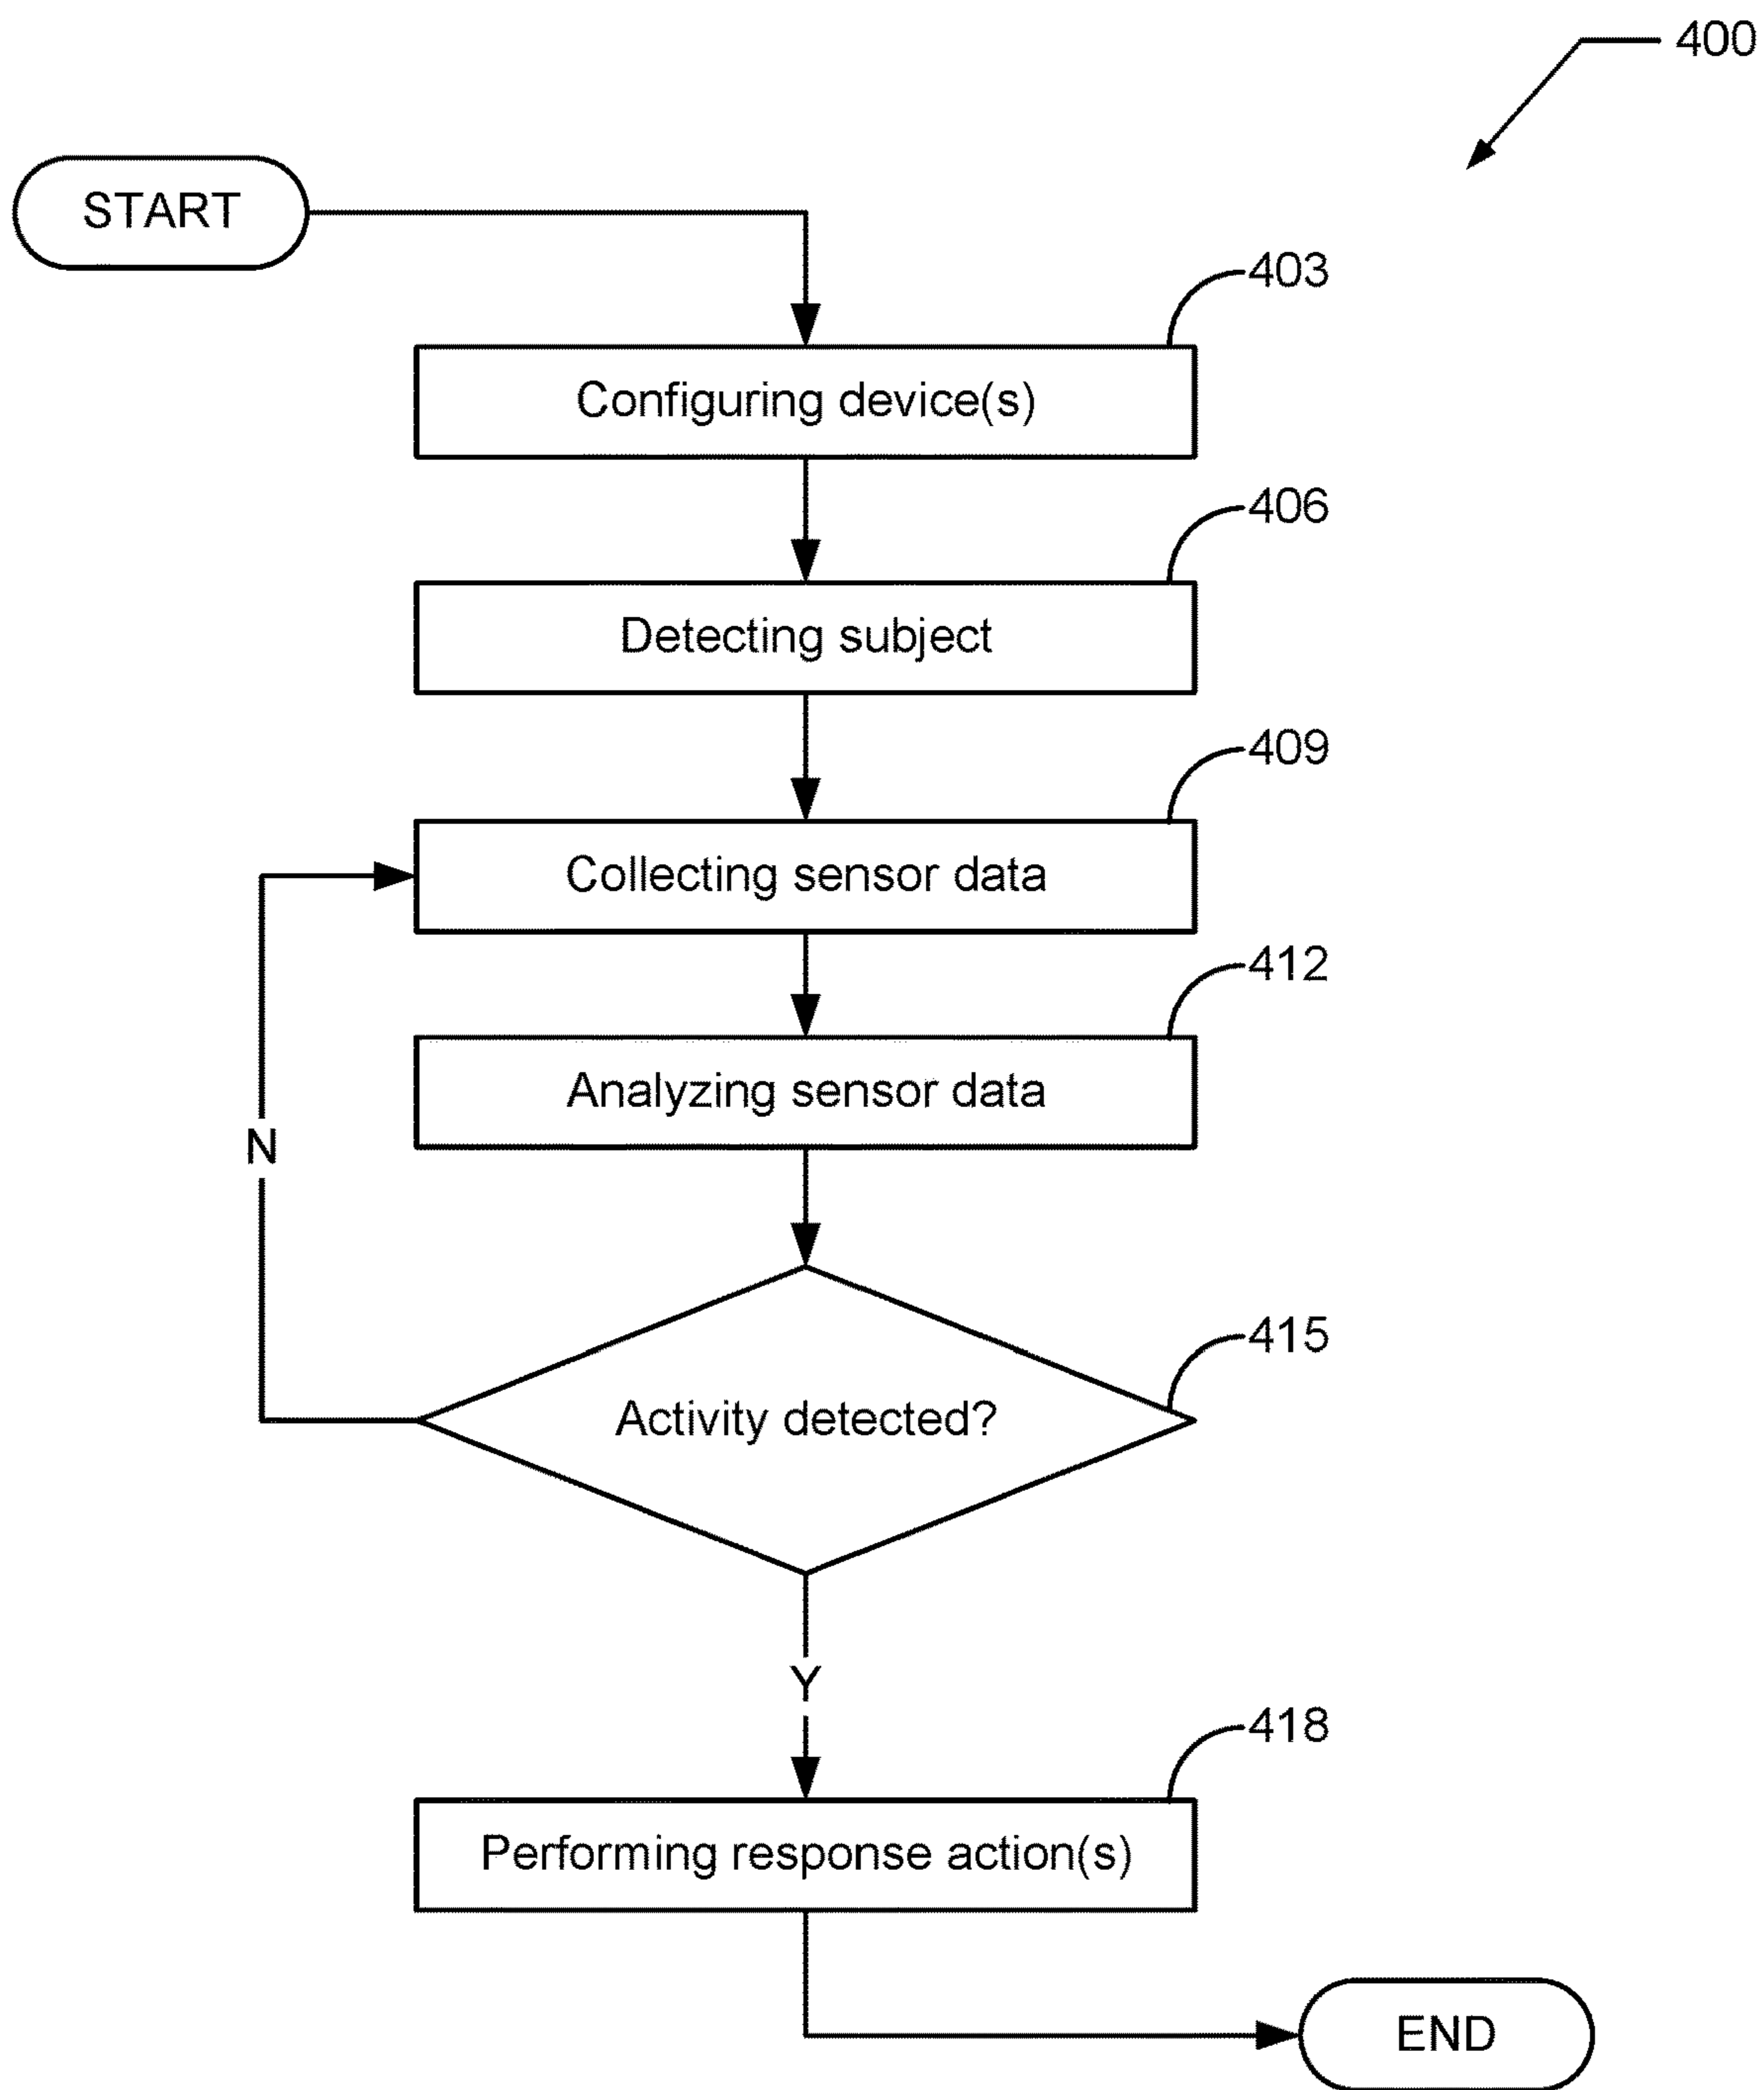 400
START
403
Configuring device(s)
406
Detecting subject
409
Collecting sensor data
412
Analyzing sensor data
N
415
Activity detected?
Y
418
Performing response action(s)
END